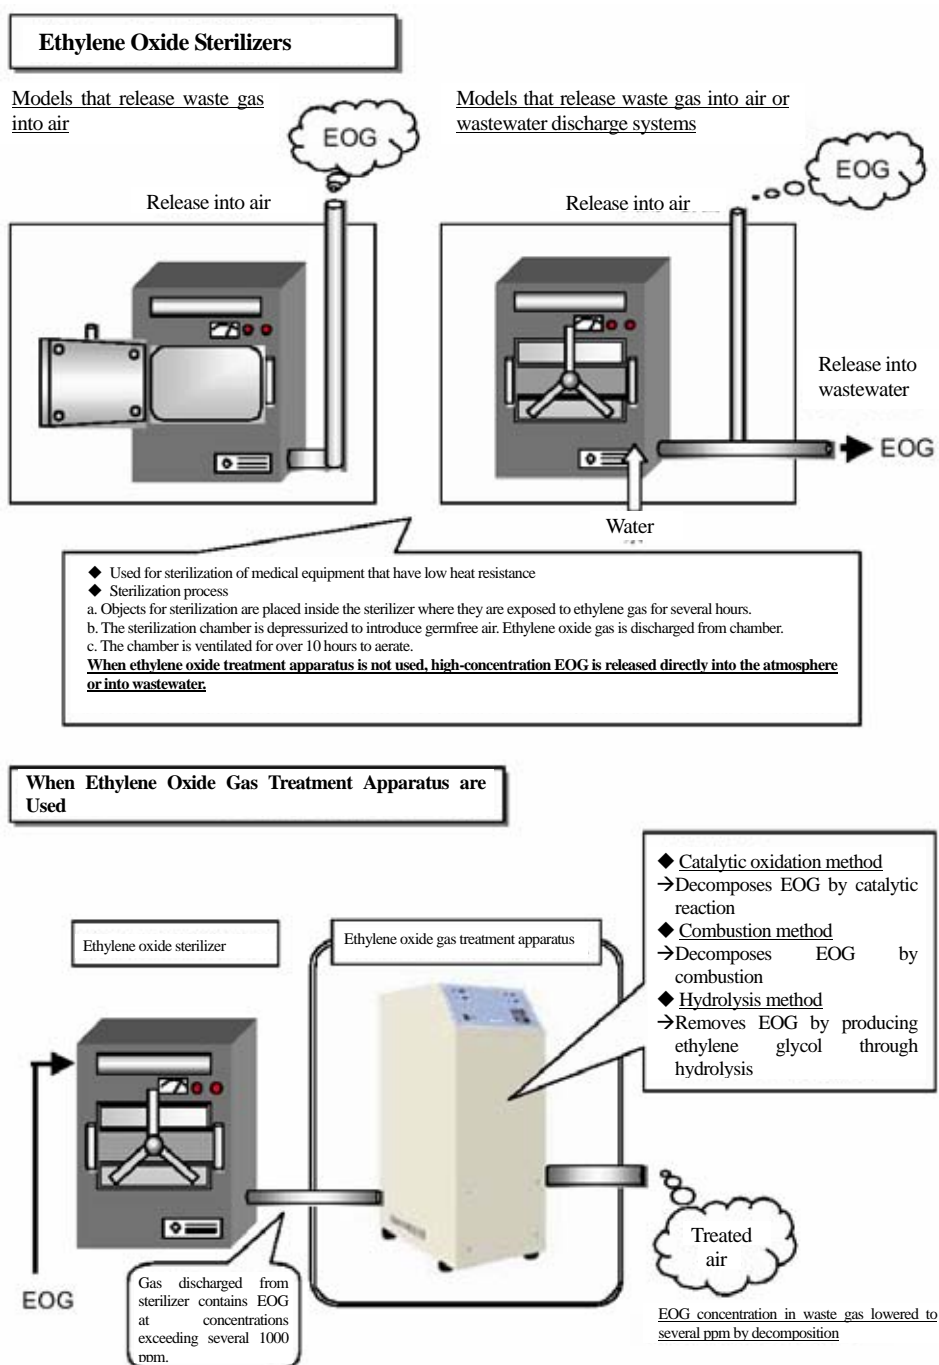 Ethylene Oxide Sterilizers
Models that release waste gas
into air
EOG
Release into air
Models that release waste gas into air or
wastewater discharge systems
EOG
Release into air
Release into
wastewater
EOG
Water
◆ Used for sterilization of medical equipment that have low heat resistance
◆ Sterilization process
a. Objects for sterilization are placed inside the sterilizer where they are exposed to ethylene gas for several hours.
b. The sterilization chamber is depressurized to introduce germfree air. Ethylene oxide gas is discharged from chamber.
c. The chamber is ventilated for over 10 hours to aerate.
When ethylene oxide treatment apparatus is not used, high-concentration EOG is released directly into the atmosphere
or into wastewater.
When Ethylene Oxide Gas Treatment Apparatus are
Used
◆ Catalytic oxidation method
→Decomposes EOG by catalytic
reaction
◆ Combustion method
→Decomposes EOG by
combustion
◆ Hydrolysis method
→Removes EOG by producing
ethylene glycol through
hydrolysis
Ethylene oxide sterilizer
Ethylene oxide gas treatment apparatus
EOG
Gas discharged from
sterilizer contains EOG
at concentrations
exceeding several 1000
ppm.
Treated
air
EOG concentration in waste gas lowered to
several ppm by decomposition